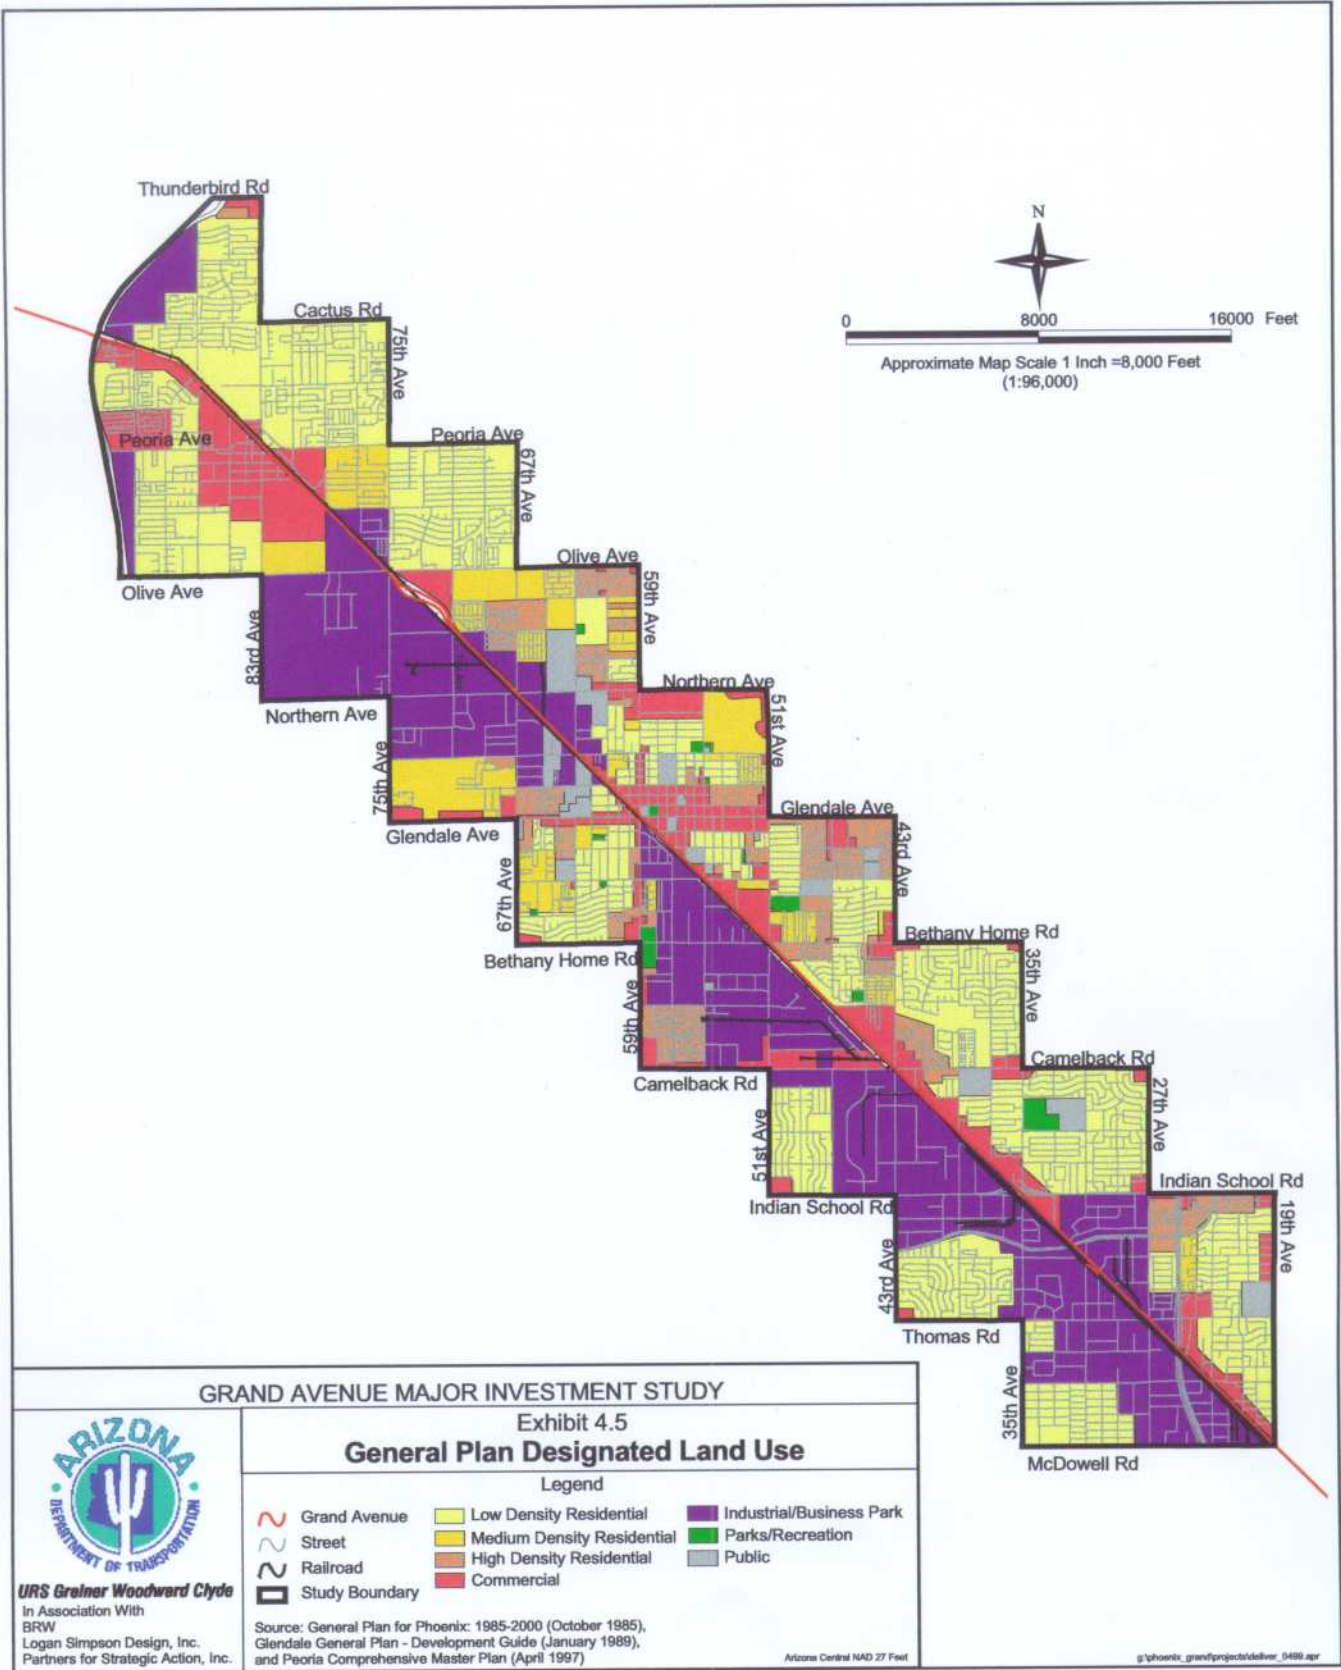 Thunderbird Rd
N
Cactus Rd
0 8000 16000 Feet
75th Ave
Approximate Map Scale 1 Inch =8,000 Feet
(1:96,000)
Peoria Ave
Peoria Ave
67th Ave
Olive Ave
59th Ave
Olive Ave
83rd Ave
Northern Ave
51st Ave
Northern Ave
75th Ave
Glendale Ave
43rd Ave
Glendale Ave
67th Ave
Bethany Home Rd
35th Ave
Bethany Home Rd
59th Ave
Camelback Rd
27th Ave
Camelback Rd
51st Ave
Indian School Rd
19th Ave
Indian School Rd
43rd Ave
Thomas Rd
35th Ave
McDowell Rd
GRAND AVENUE MAJOR INVESTMENT STUDY
ARIZONA
DEPARTMENT OF TRANSPORTATION
URS Greiner Woodward Clyde
In Association With
BRW
Logan Simpson Design, Inc.
Partners for Strategic Action, Inc.
Exhibit 4.5
General Plan Designated Land Use
Legend
Grand Avenue
Street
Railroad
Study Boundary
Low Density Residential
Medium Density Residential
High Density Residential
Commercial
Industrial/Business Park
Parks/Recreation
Public
Source: General Plan for Phoenix: 1985-2000 (October 1985),
Glendale General Plan - Development Guide (January 1989),
and Peoria Comprehensive Master Plan (April 1997)
Arizona Central NAD 27 Feet
g:\phoenix_grand\projects\deliver_0499.apr